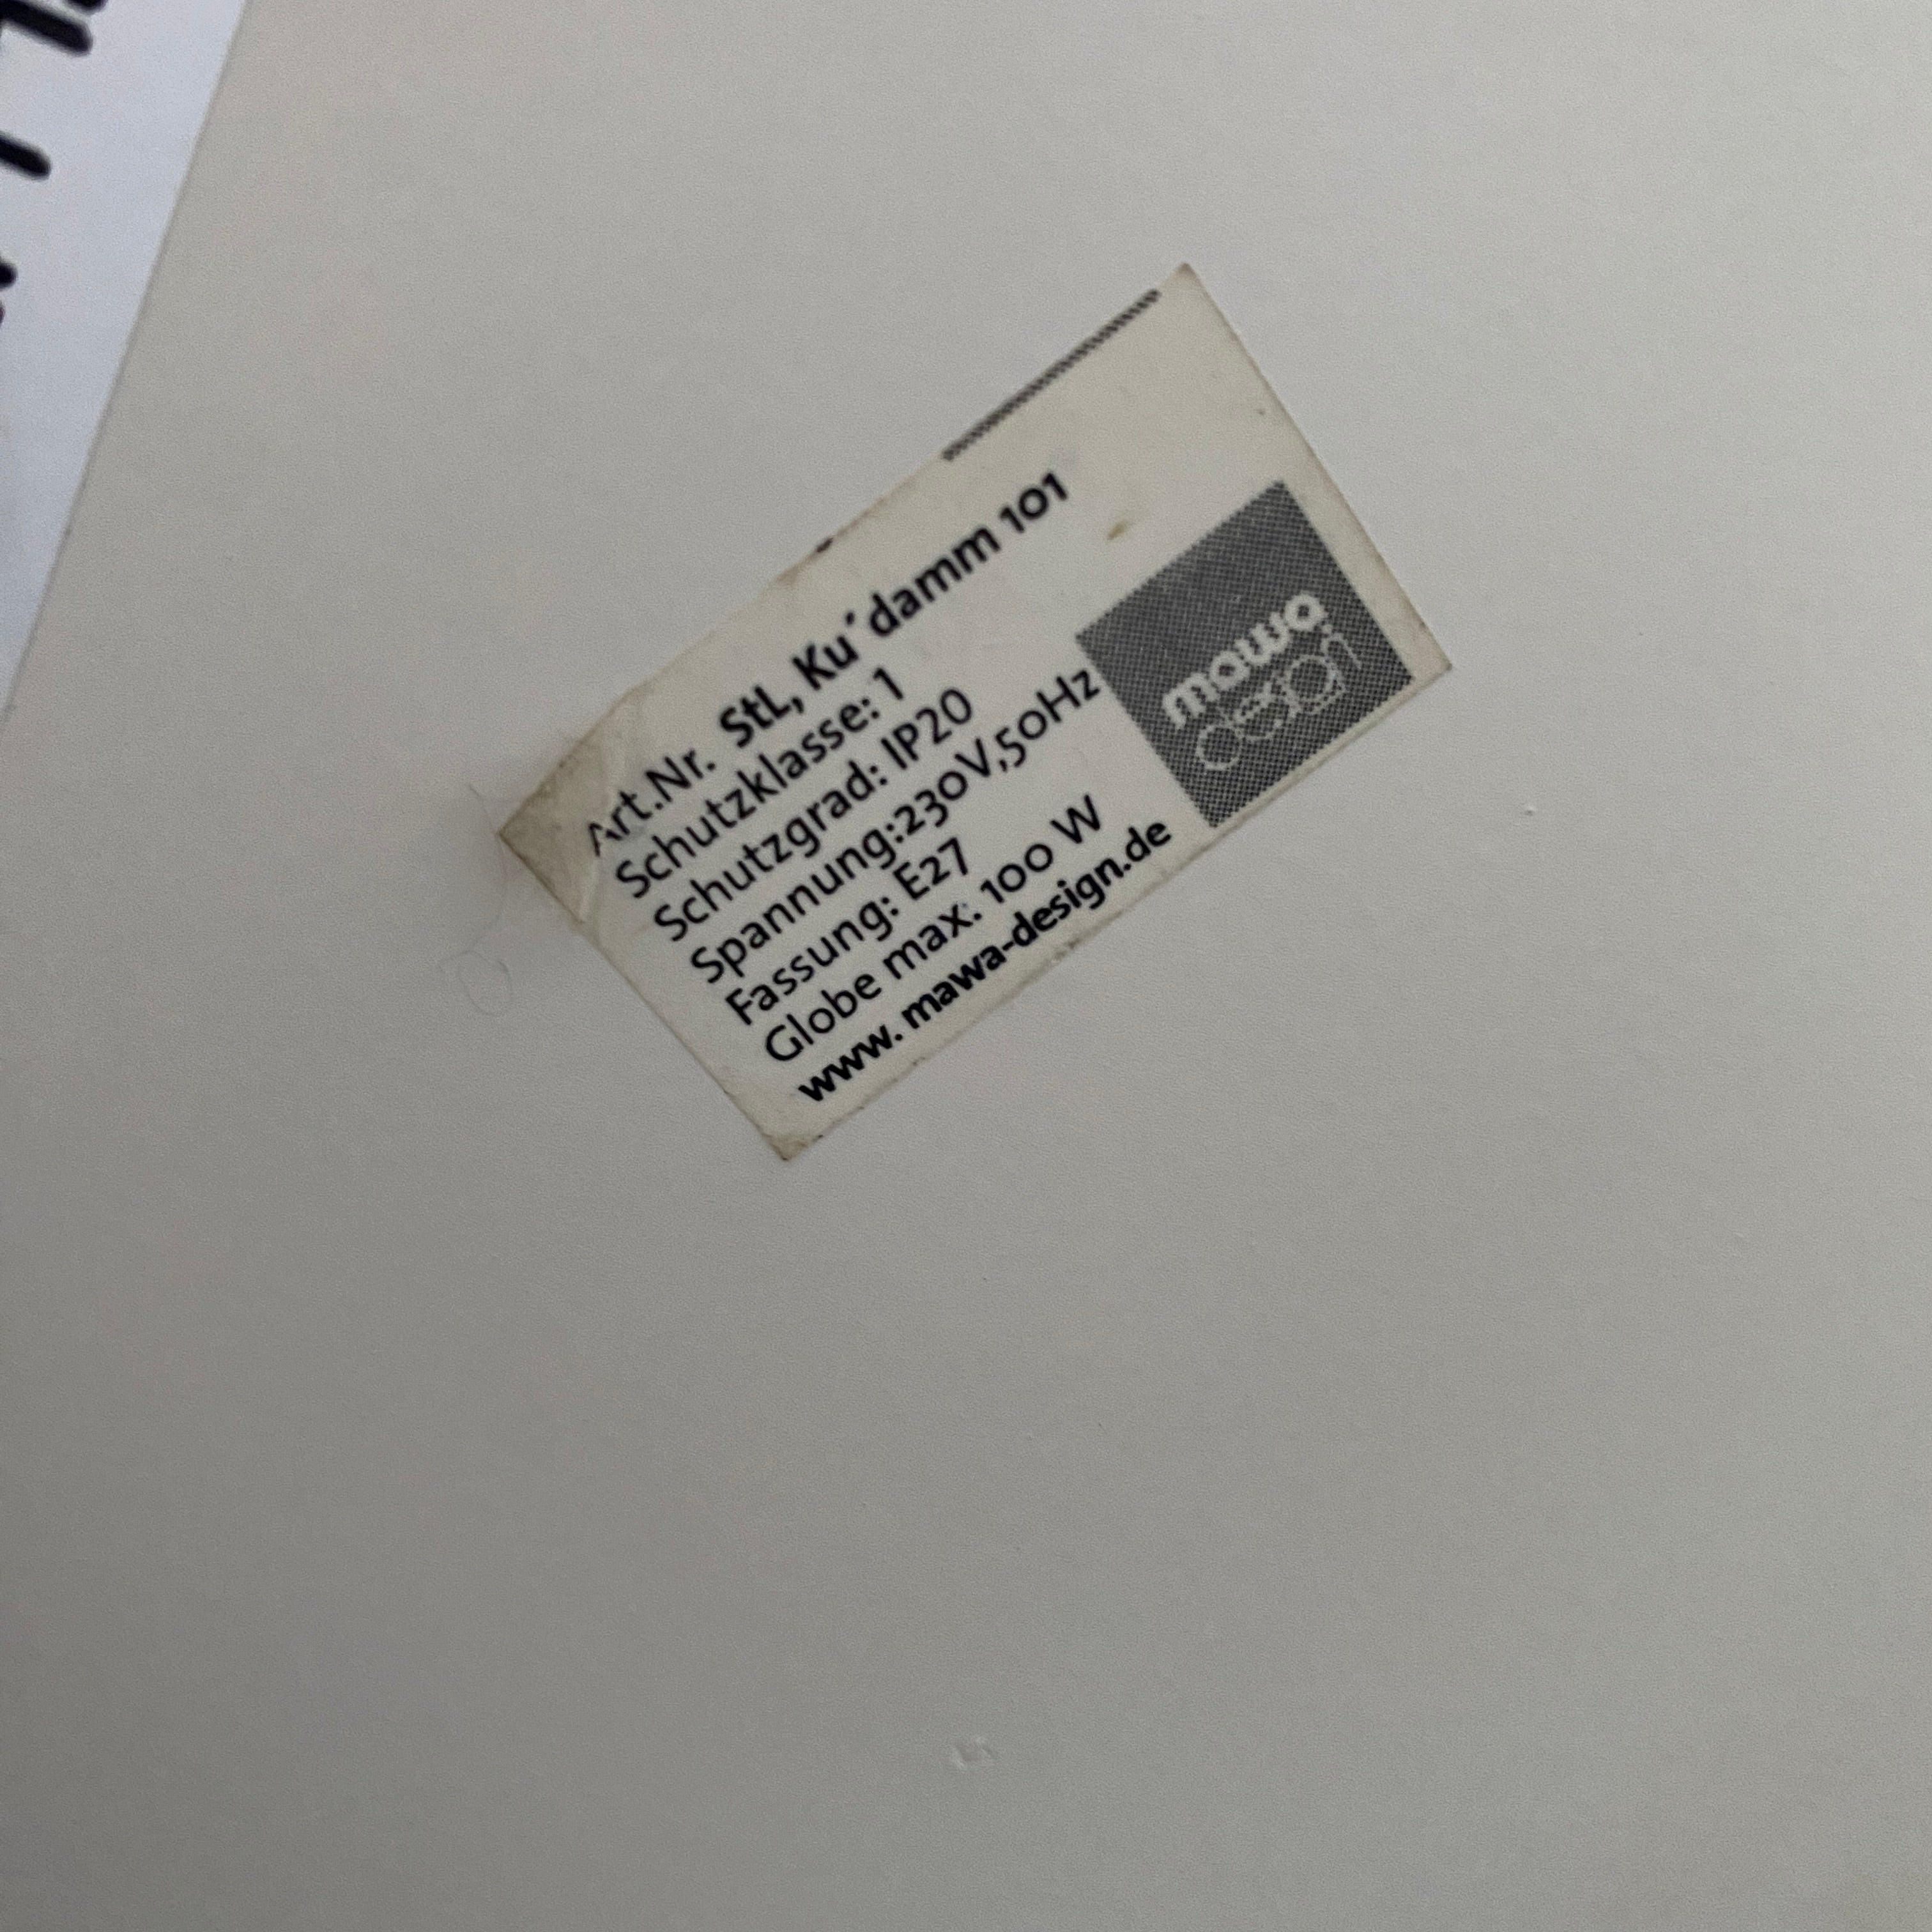 Art.Nr. StL, Ku´damm 101
Schutzklasse: 1
Schutzgrad: IP20
Spannung:230V,50Hz
Fassung: E27
Globe max. 100 W
www. mawa-design.de
mawa
design